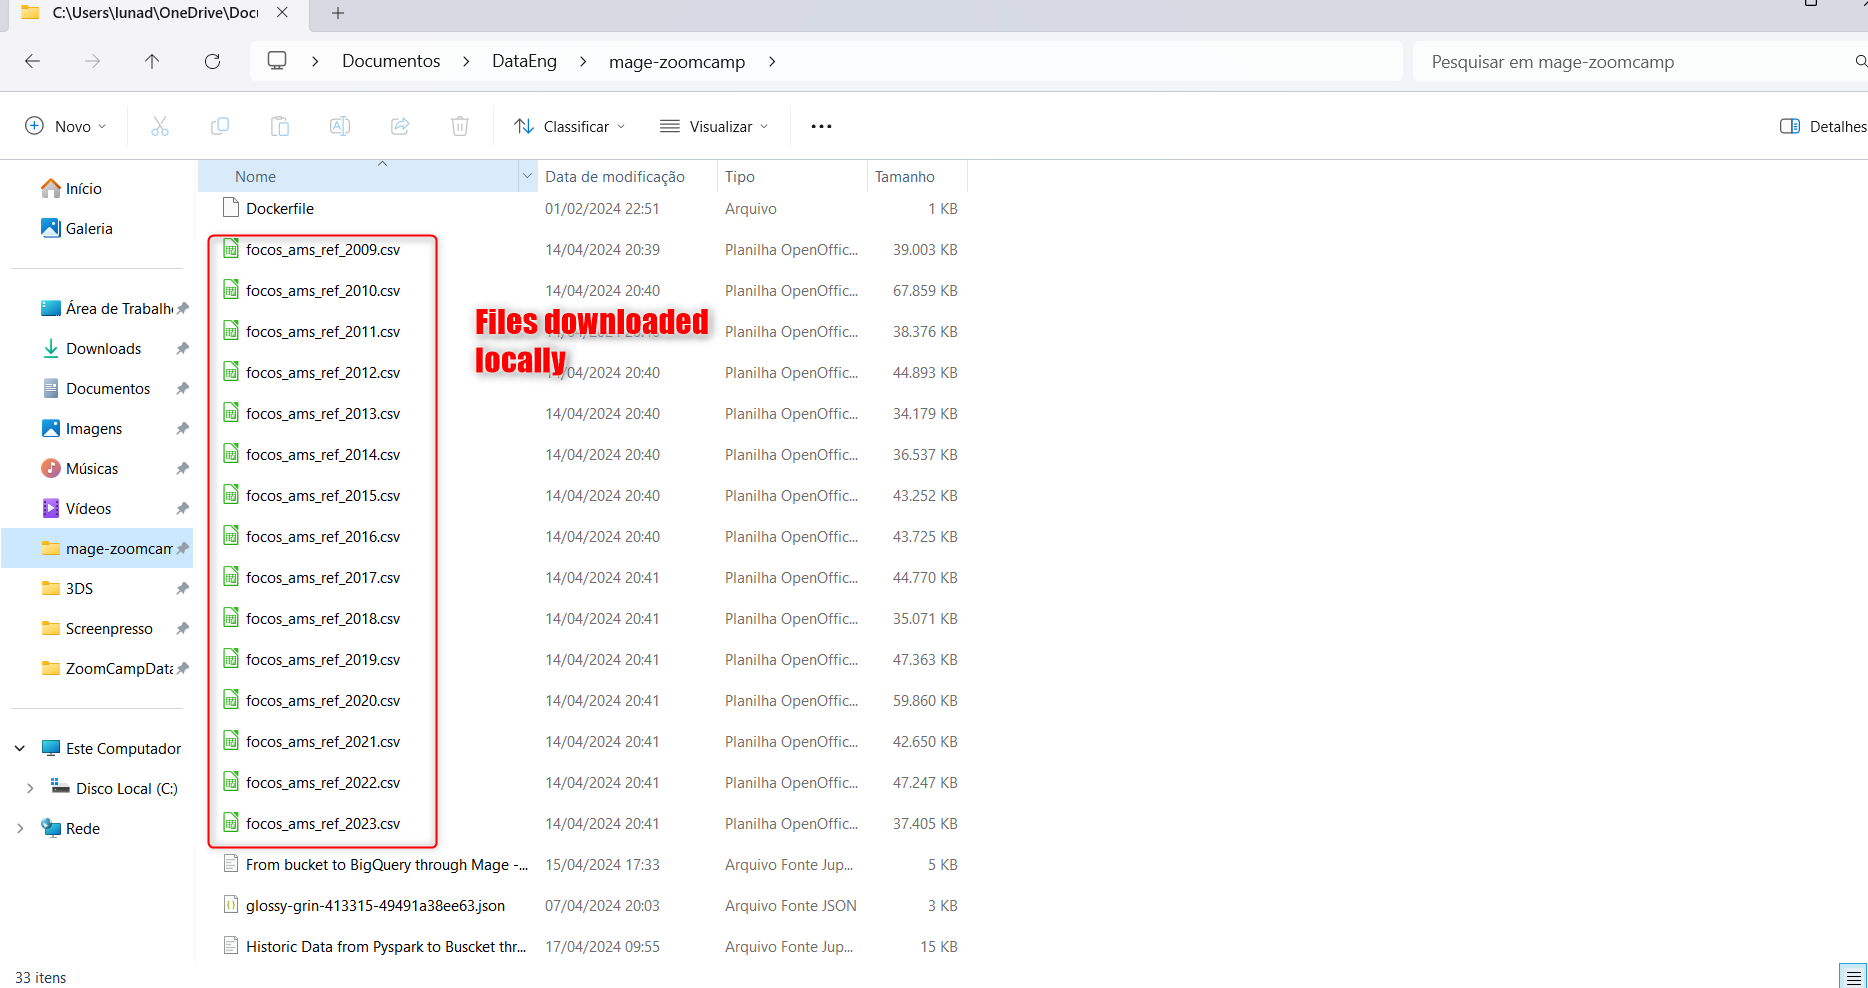 C:\Users\lunad\OneDrive\Doc
Documentos > DataEng > mage-zoomcamp >
Pesquisar em mage-zoomcamp
Novo
Classificar
Visualizar
Detalhes
Nome Data de modificação Tipo Tamanho
Início
Galeria
Área de Trabalh
Downloads
Documentos
Imagens
Músicas
Vídeos
mage-zoomcam
3DS
Screenpresso
ZoomCampData
Este Computador
Disco Local (C:)
Rede
Dockerfile 01/02/2024 22:51 Arquivo 1 KB
focos_ams_ref_2009.csv 14/04/2024 20:39 Planilha OpenOffic... 39.003 KB
focos_ams_ref_2010.csv 14/04/2024 20:40 Planilha OpenOffic... 67.859 KB
focos_ams_ref_2011.csv Planilha OpenOffic... 38.376 KB
focos_ams_ref_2012.csv /04/2024 20:40 Planilha OpenOffic... 44.893 KB
focos_ams_ref_2013.csv 14/04/2024 20:40 Planilha OpenOffic... 34.179 KB
focos_ams_ref_2014.csv 14/04/2024 20:40 Planilha OpenOffic... 36.537 KB
focos_ams_ref_2015.csv 14/04/2024 20:40 Planilha OpenOffic... 43.252 KB
focos_ams_ref_2016.csv 14/04/2024 20:40 Planilha OpenOffic... 43.725 KB
focos_ams_ref_2017.csv 14/04/2024 20:41 Planilha OpenOffic... 44.770 KB
focos_ams_ref_2018.csv 14/04/2024 20:41 Planilha OpenOffic... 35.071 KB
focos_ams_ref_2019.csv 14/04/2024 20:41 Planilha OpenOffic... 47.363 KB
focos_ams_ref_2020.csv 14/04/2024 20:41 Planilha OpenOffic... 59.860 KB
focos_ams_ref_2021.csv 14/04/2024 20:41 Planilha OpenOffic... 42.650 KB
focos_ams_ref_2022.csv 14/04/2024 20:41 Planilha OpenOffic... 47.247 KB
focos_ams_ref_2023.csv 14/04/2024 20:41 Planilha OpenOffic... 37.405 KB
From bucket to BigQuery through Mage -... 15/04/2024 17:33 Arquivo Fonte Jup... 5 KB
glossy-grin-413315-49491a38ee63.json 07/04/2024 20:03 Arquivo Fonte JSON 3 KB
Historic Data from Pyspark to Buscket thr... 17/04/2024 09:55 Arquivo Fonte Jup... 15 KB
Files downloaded
locally
33 itens